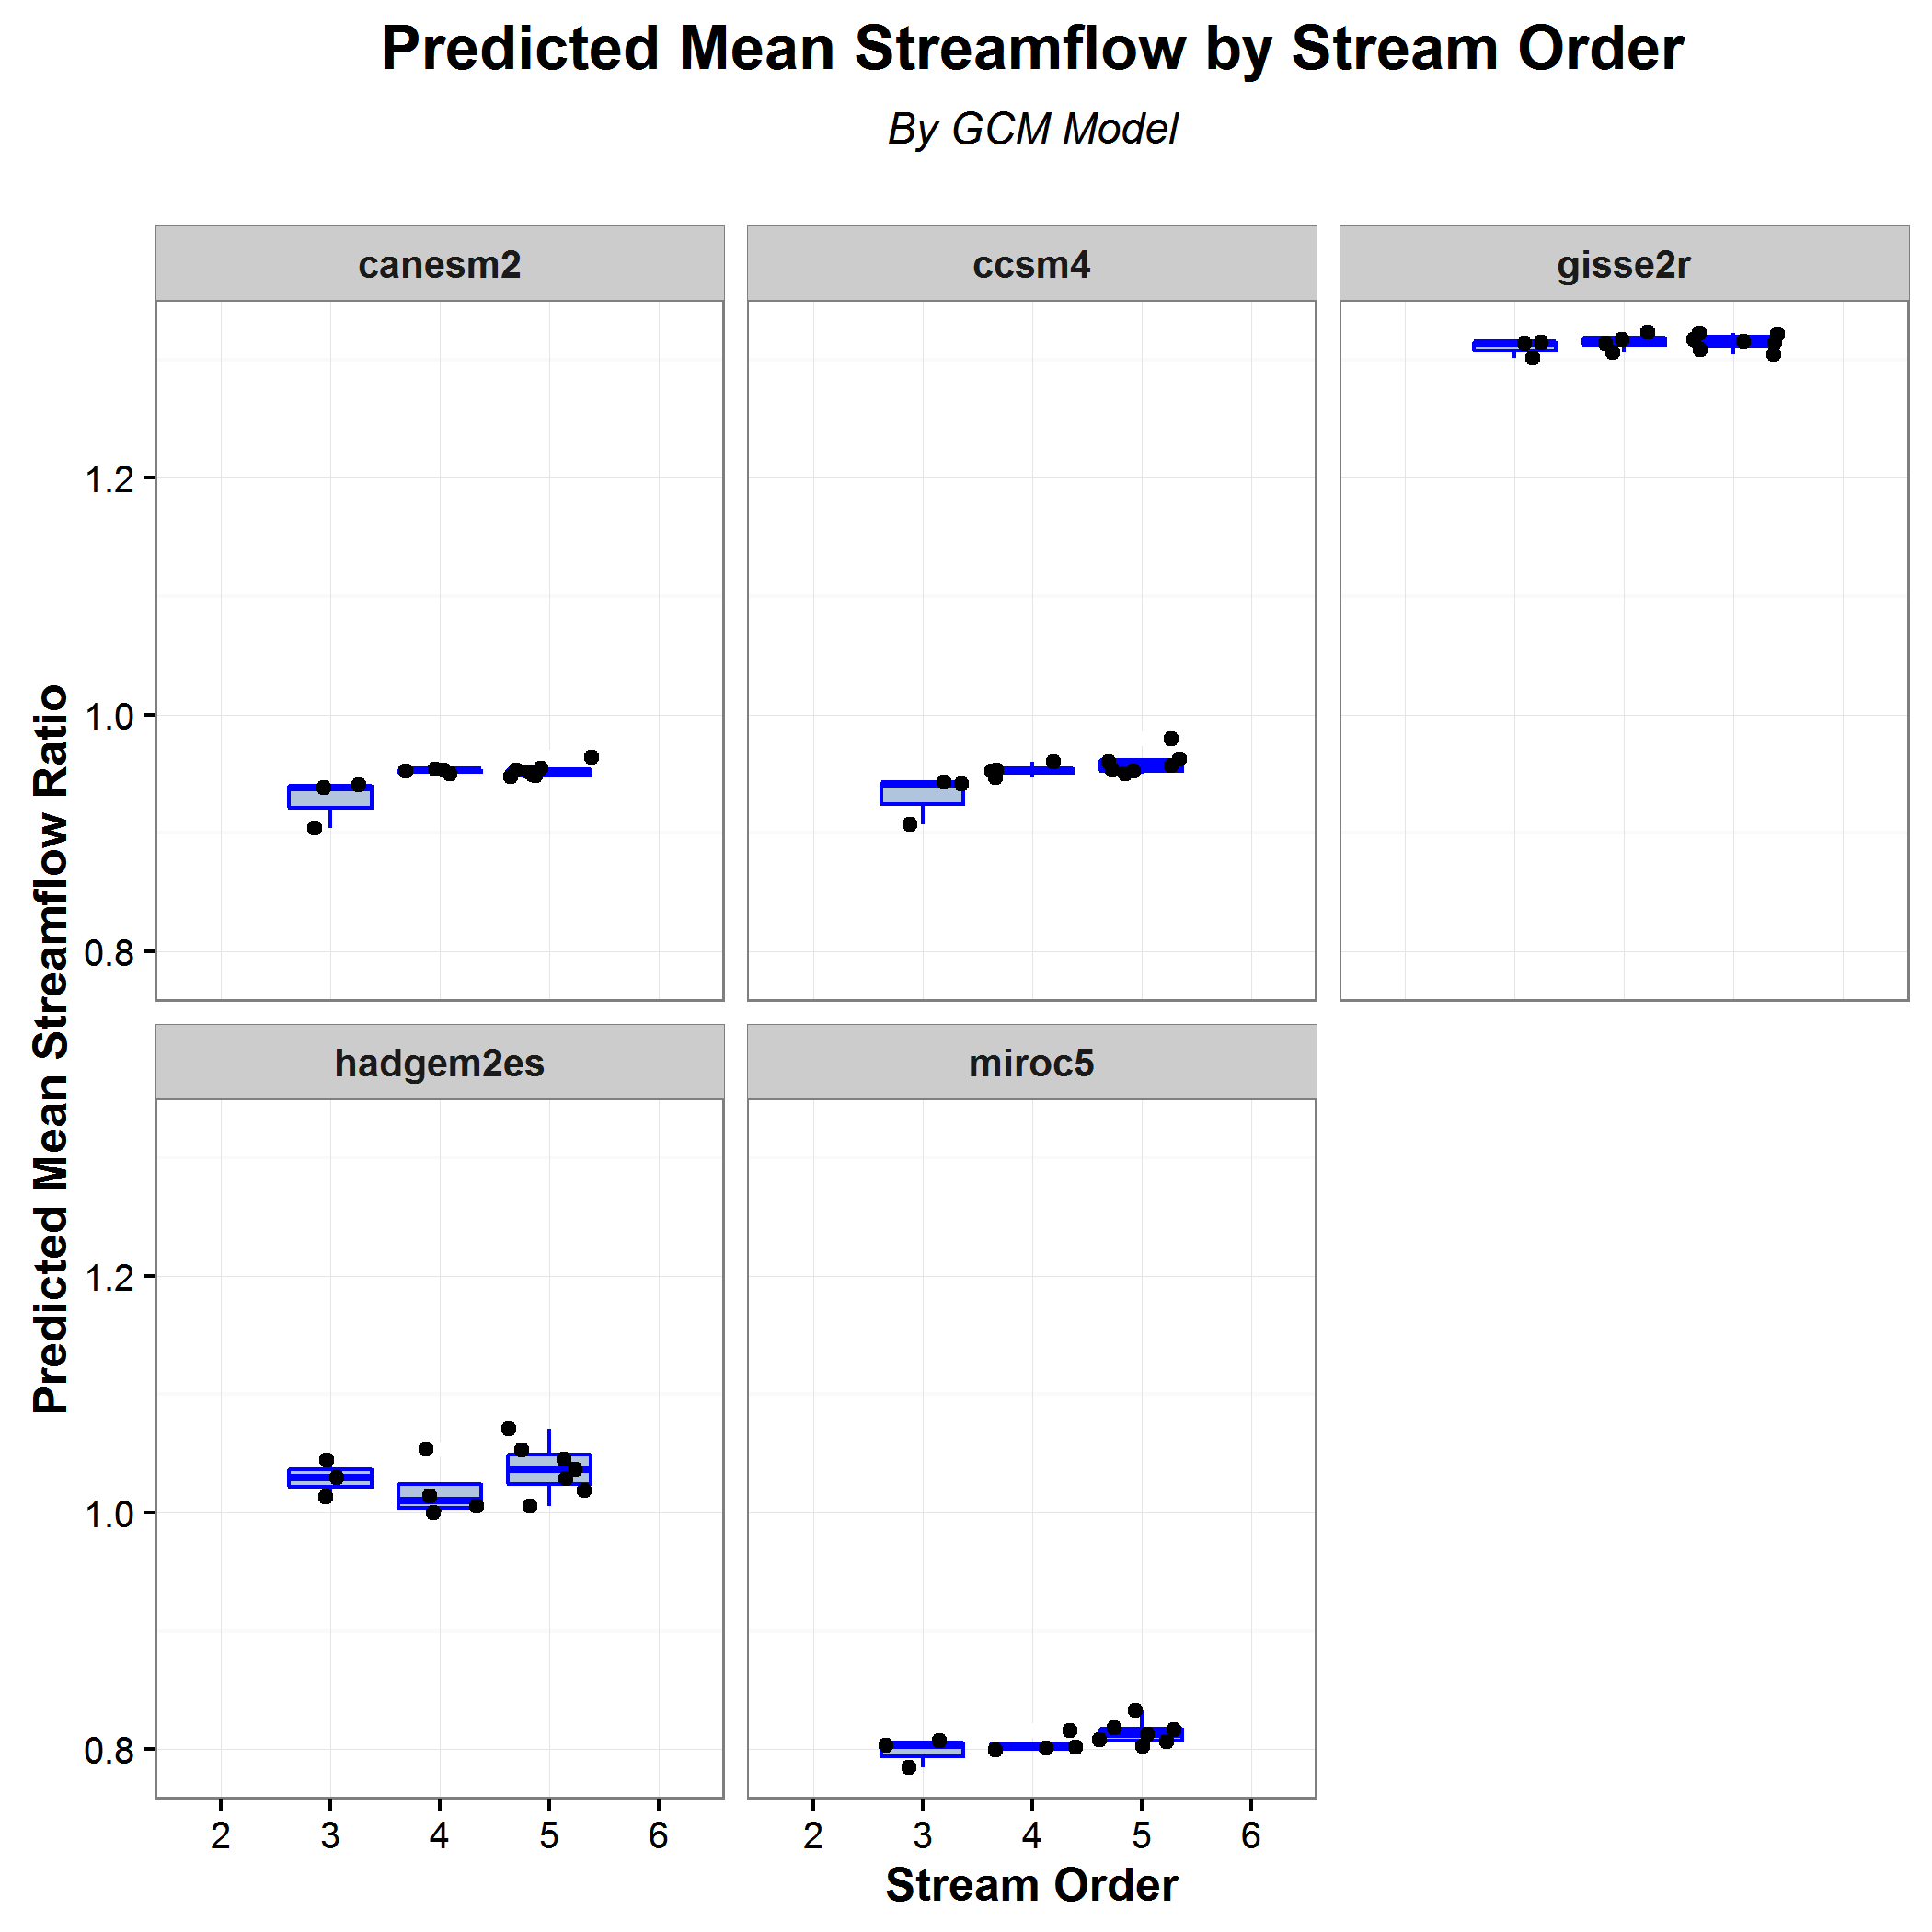 Predicted Mean Streamflow by Stream Order
By GCM Model
canesm2
ccsm4
gisse2r
1.2
1.0
0.8
Predicted Mean Streamflow Ratio
hadgem2es
miroc5
1.2
1.0
0.8
2 3 4 5 6
2 3 4 5 6
Stream Order